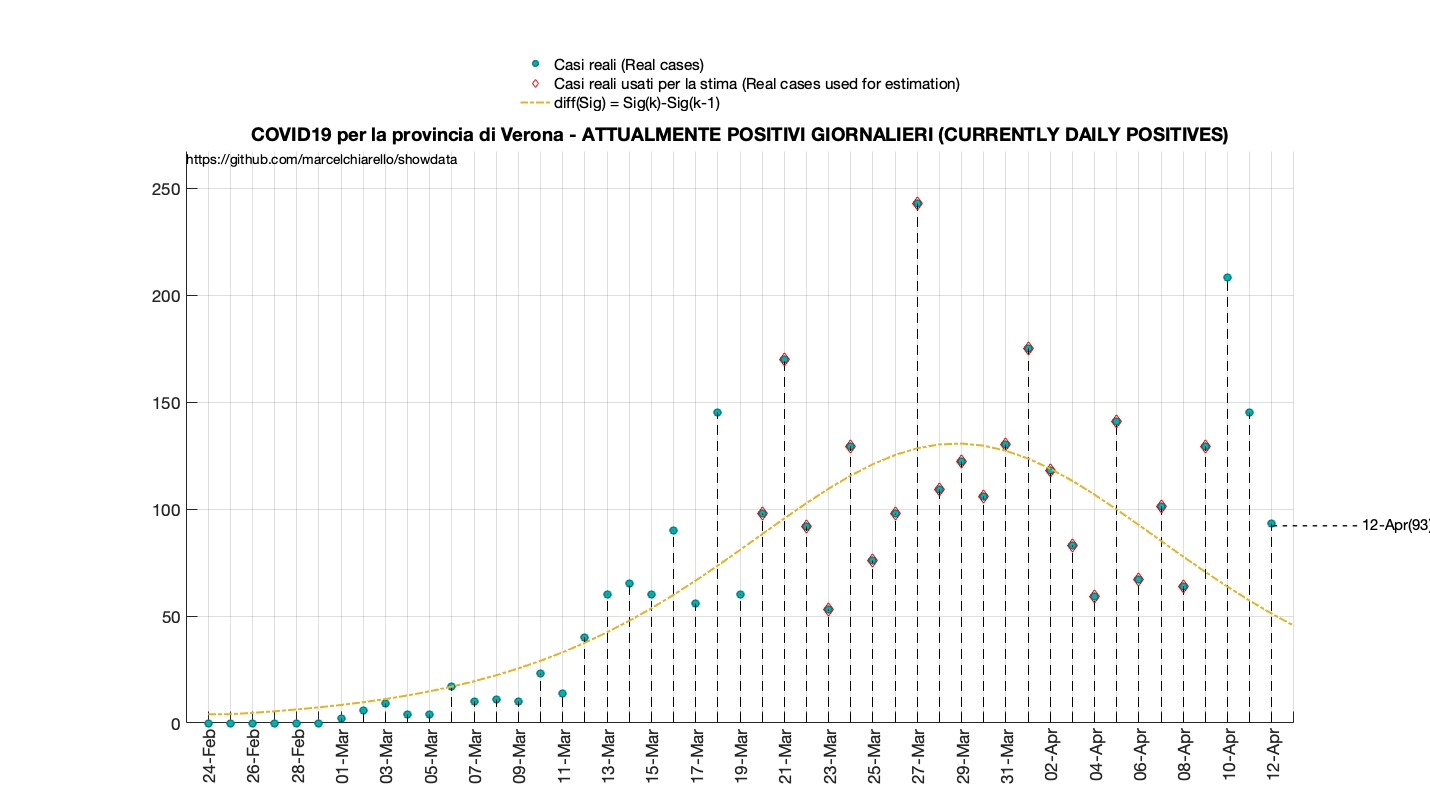 Casi reali (Real cases)
Casi reali usati per la stima (Real cases used for estimation)
diff(Sig) = Sig(k)-Sig(k-1)
COVID19 per la provincia di Verona - ATTUALMENTE POSITIVI GIORNALIERI (CURRENTLY DAILY POSITIVES)
https://github.com/marcelchiarello/showdata
250
200
150
100
50
0
12-Apr(93)
24-Feb
26-Feb
28-Feb
01-Mar
03-Mar
05-Mar
07-Mar
09-Mar
11-Mar
13-Mar
15-Mar
17-Mar
19-Mar
21-Mar
23-Mar
25-Mar
27-Mar
29-Mar
31-Mar
02-Apr
04-Apr
06-Apr
08-Apr
10-Apr
12-Apr